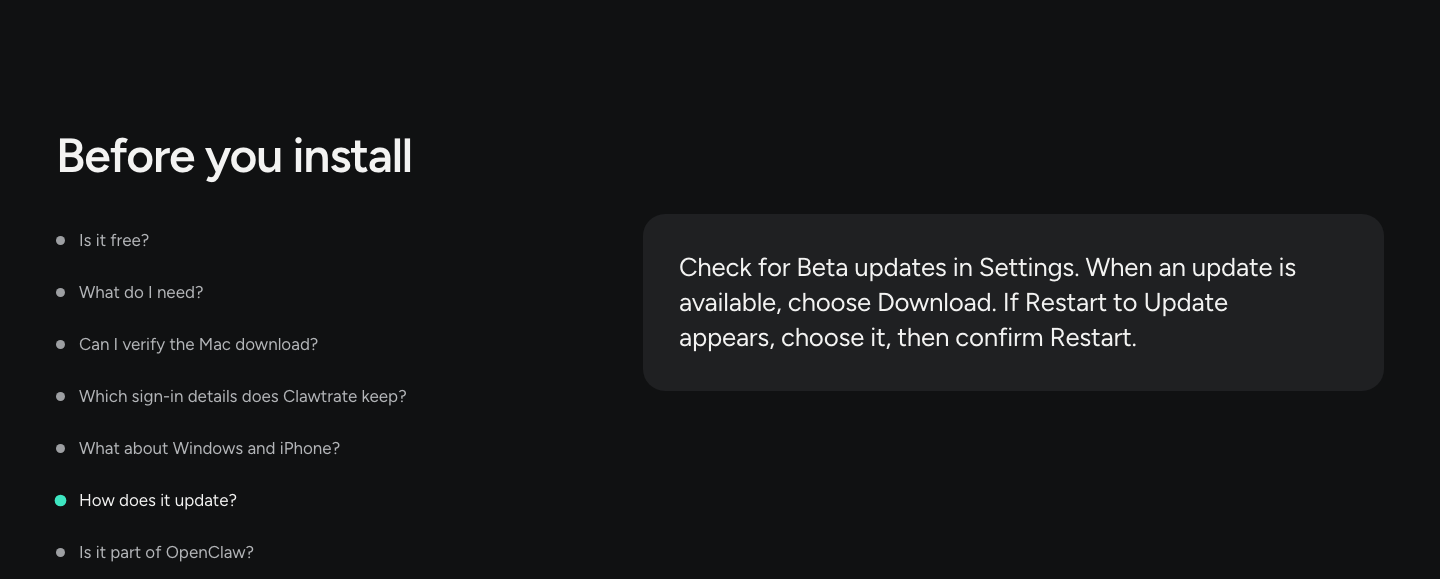 Before you install
Is it free?
What do I need?
Can I verify the Mac download?
Which sign-in details does Clawtrate keep?
What about Windows and iPhone?
How does it update?
Is it part of OpenClaw?
Check for Beta updates in Settings. When an update is
available, choose Download. If Restart to Update
appears, choose it, then confirm Restart.